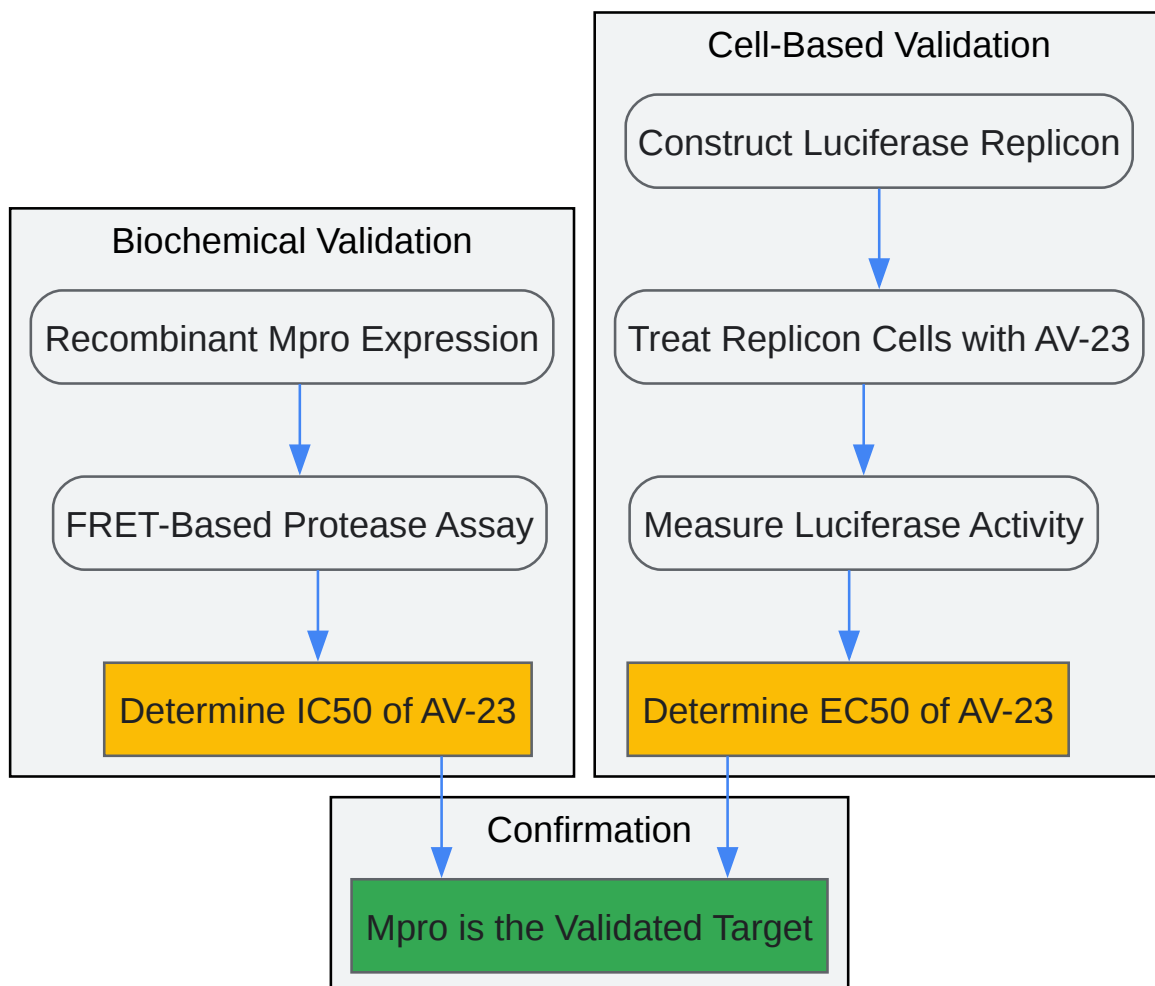 Cell-Based Validation
Construct Luciferase Replicon
Biochemical Validation
Recombinant Mpro Expression
Treat Replicon Cells with AV-23
FRET-Based Protease Assay
Measure Luciferase Activity
Determine IC50 of AV-23
Determine EC50 of AV-23
Confirmation
Mpro is the Validated Target